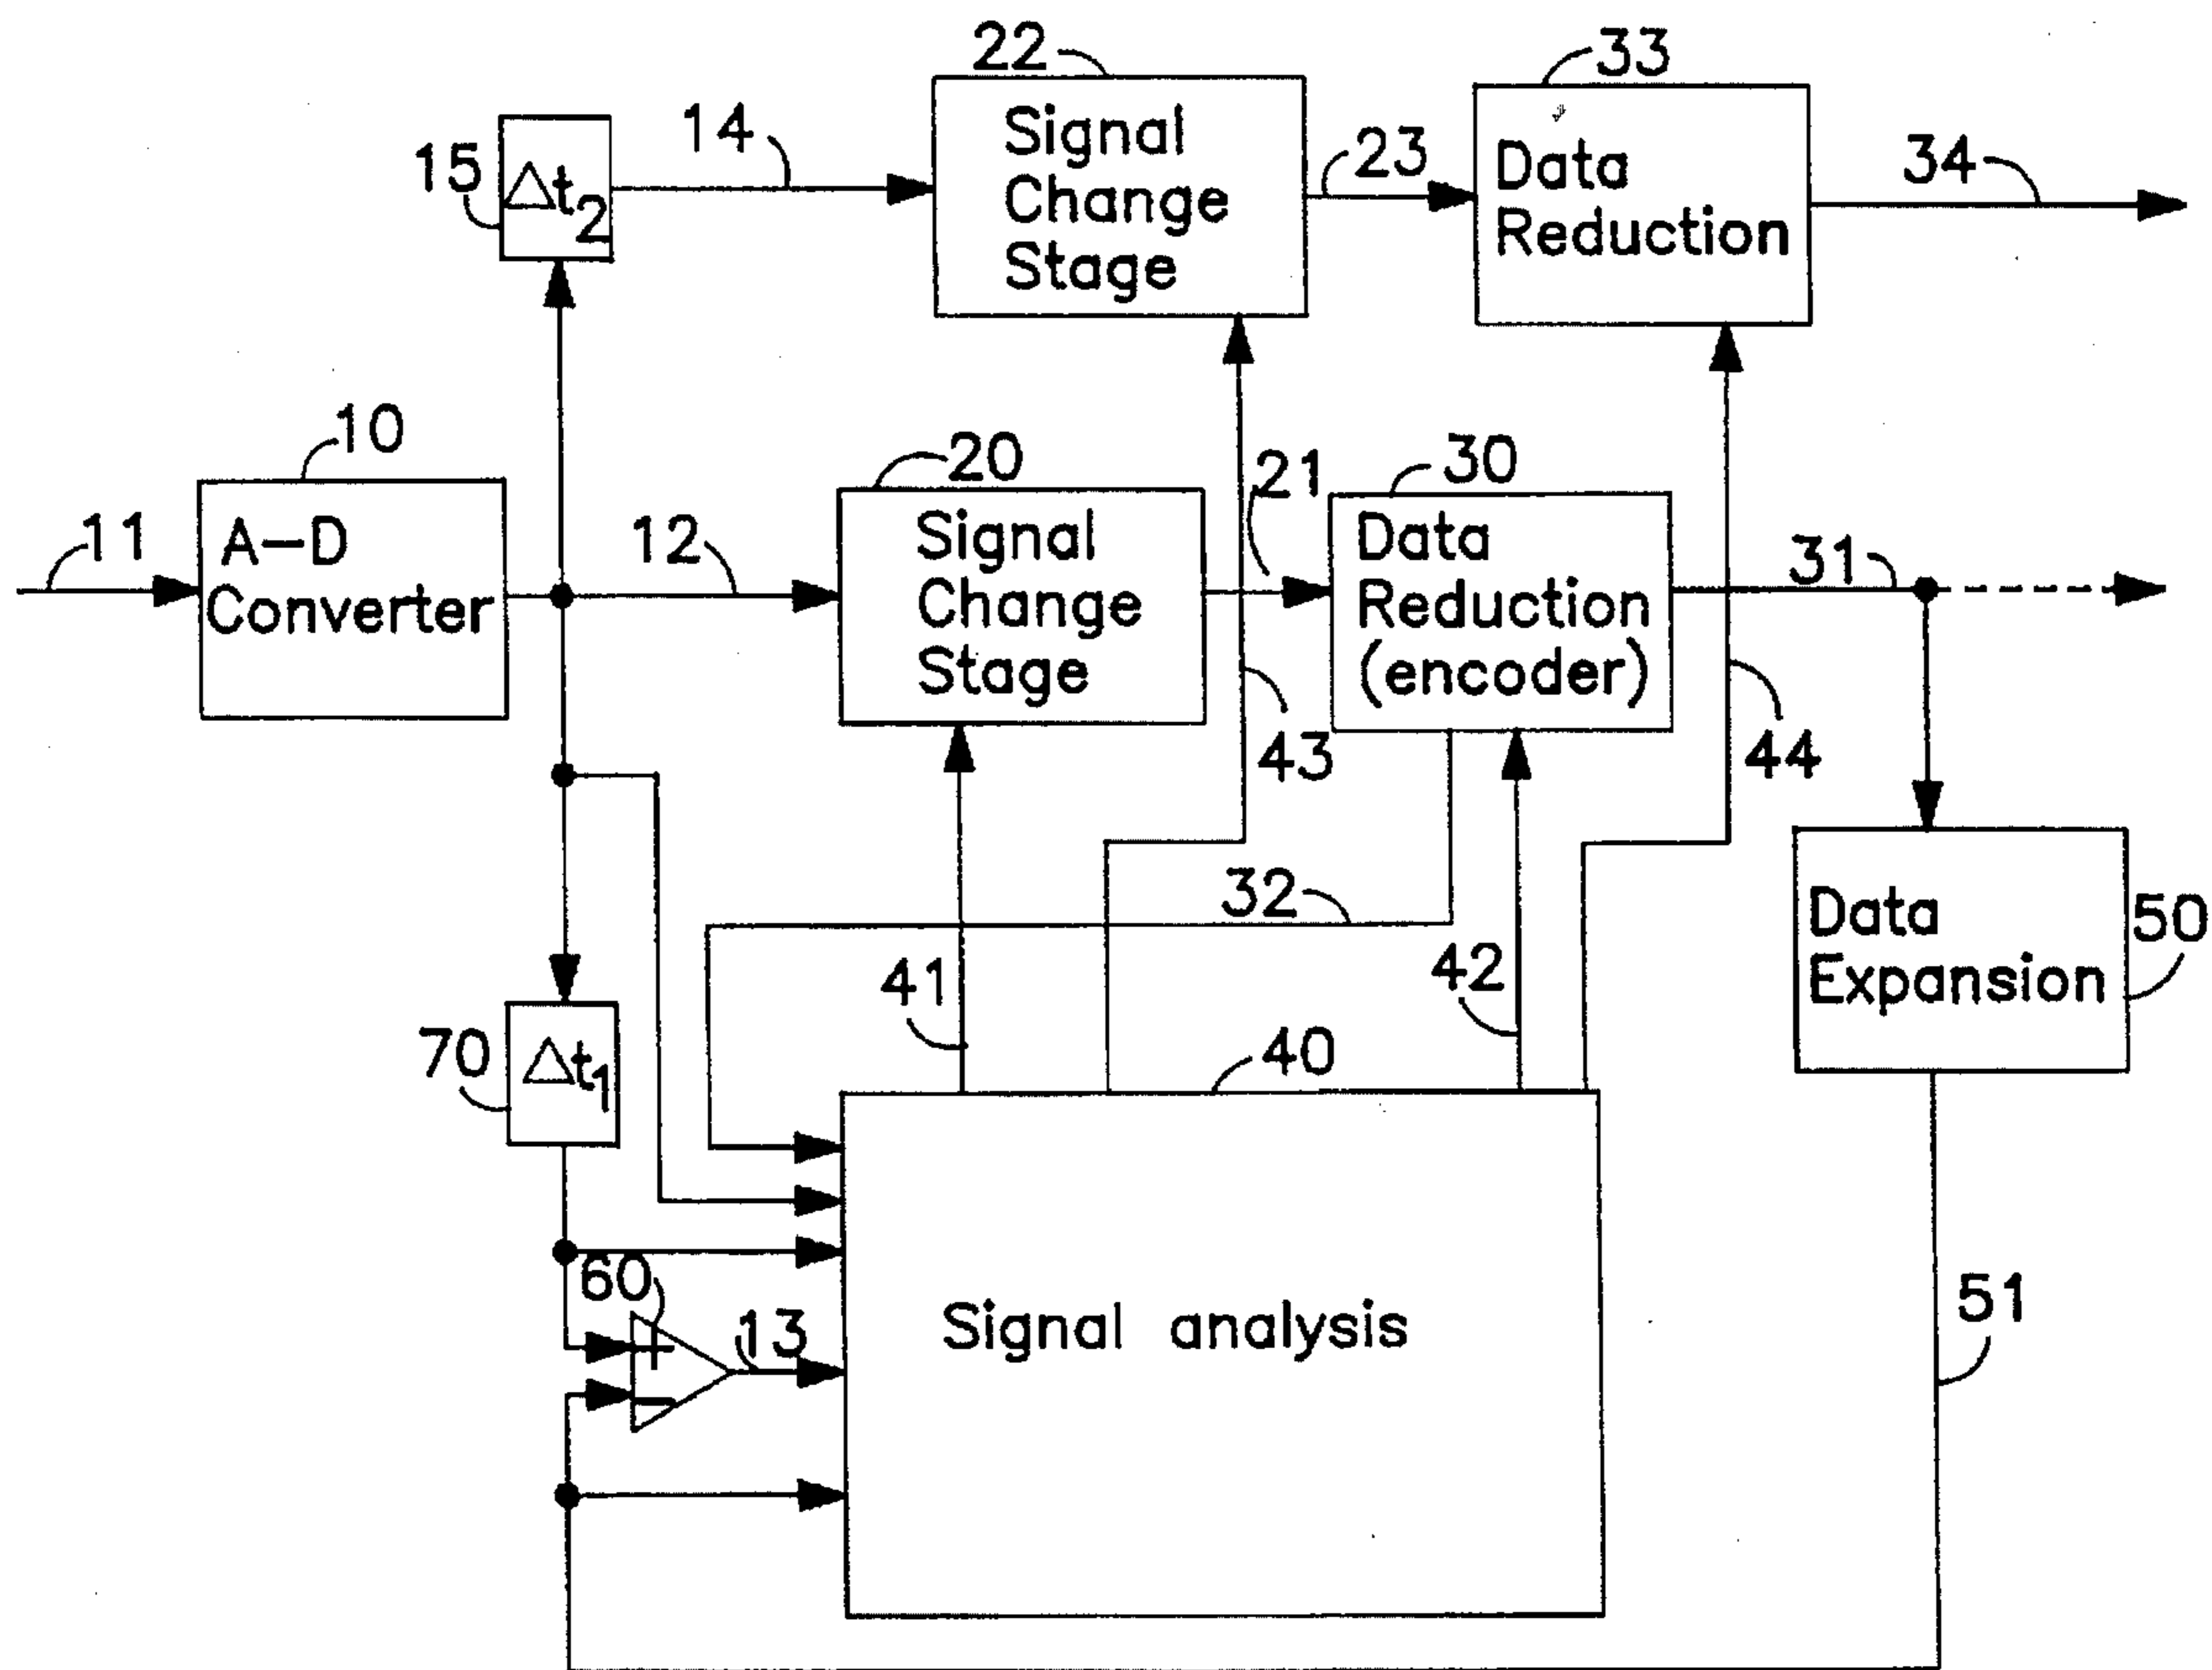 22
33
14
Signal
Change
Stage
23
Data
Reduction
34
15
Δt2
10
20
21
30
11
A-D
Converter
12
Signal
Change
Stage
Data
Reduction
(encoder)
31
43
44
32
Data
Expansion
50
41
42
70
Δt1
40
60
+
-
13
Signal analysis
51